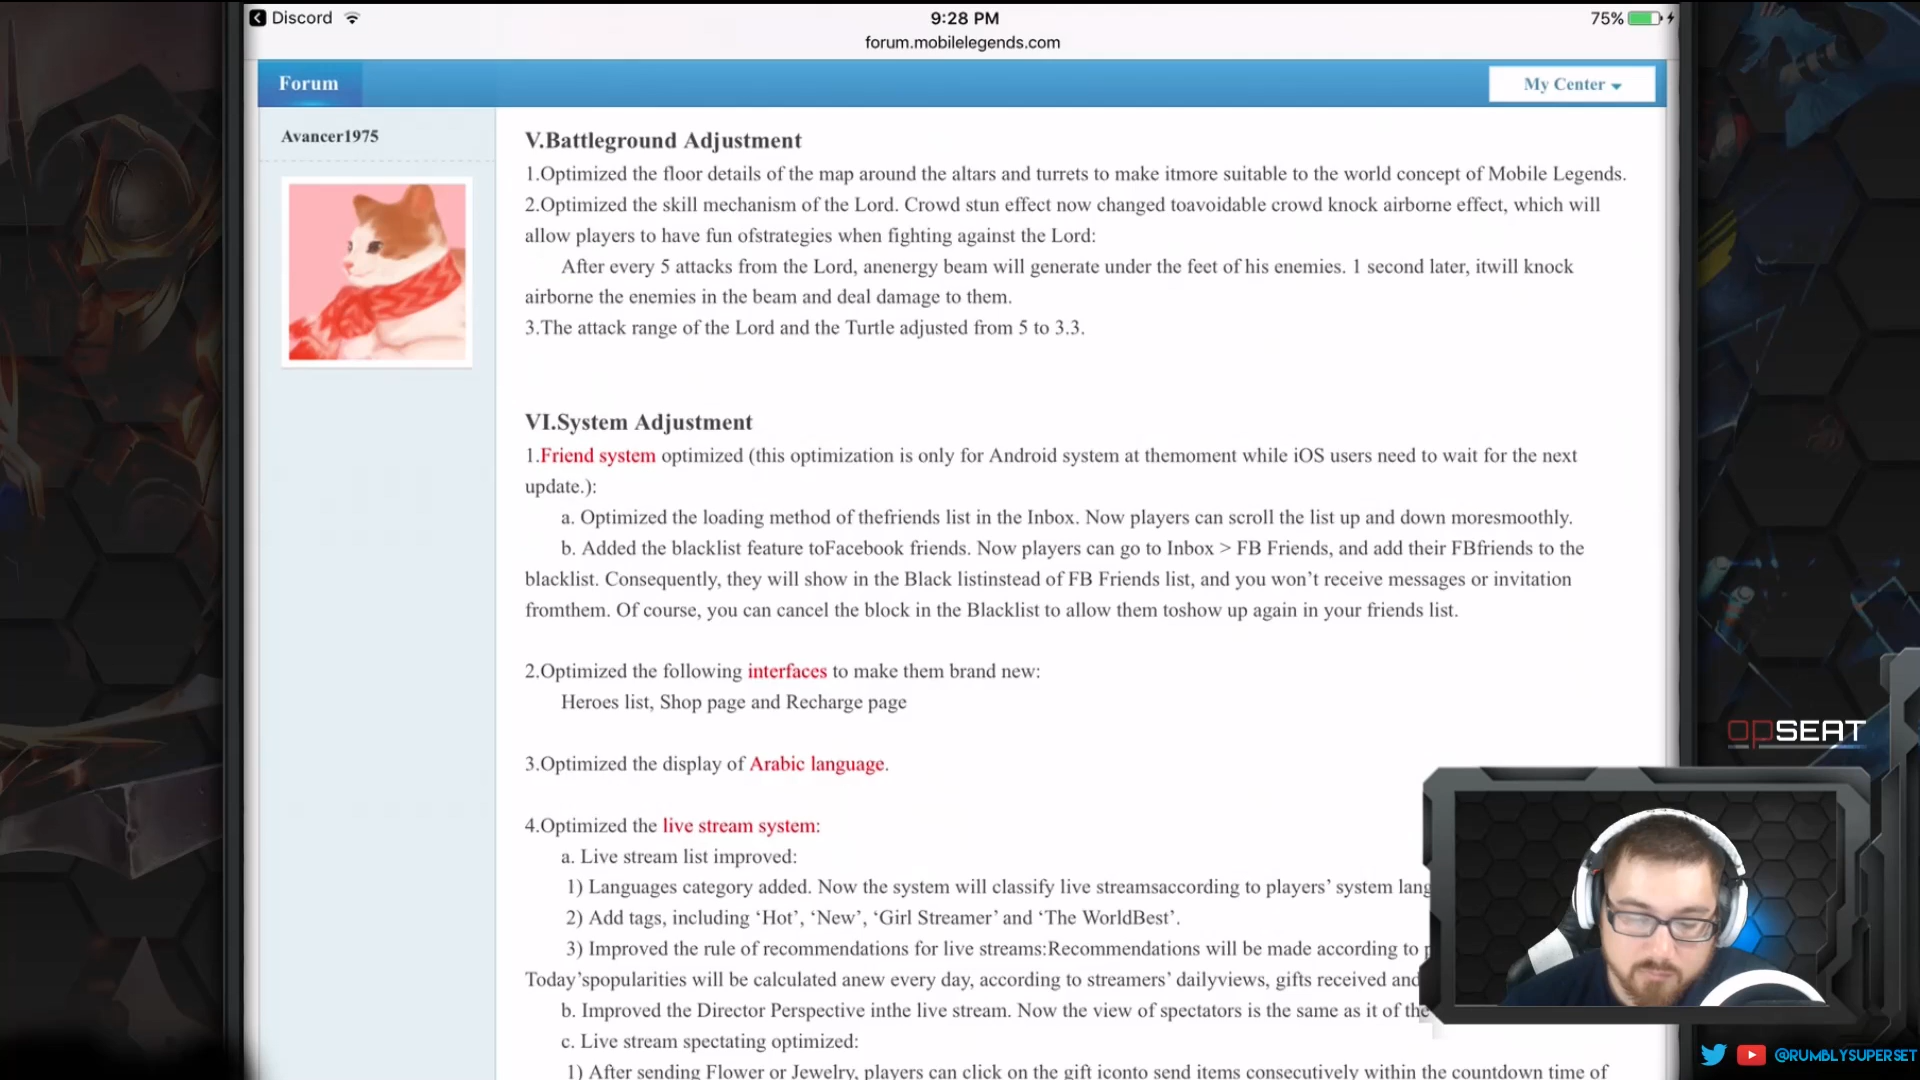 Discord
9:28 PM
75%
forum.mobilelegends.com
Forum
My Center
Avancer1975
V.Battleground Adjustment
1.Optimized the floor details of the map around the altars and turrets to make itmore suitable to the world concept of Mobile Legends.
2.Optimized the skill mechanism of the Lord. Crowd stun effect now changed toavoidable crowd knock airborne effect, which will
allow players to have fun ofstrategies when fighting against the Lord:
After every 5 attacks from the Lord, anenergy beam will generate under the feet of his enemies. 1 second later, itwill knock
airborne the enemies in the beam and deal damage to them.
3.The attack range of the Lord and the Turtle adjusted from 5 to 3.3.
VI.System Adjustment
1.Friend system optimized (this optimization is only for Android system at themoment while iOS users need to wait for the next
update.):
a. Optimized the loading method of thefriends list in the Inbox. Now players can scroll the list up and down moresmoothly.
b. Added the blacklist feature toFacebook friends. Now players can go to Inbox > FB Friends, and add their FBfriends to the
blacklist. Consequently, they will show in the Black listinstead of FB Friends list, and you won’t receive messages or invitation
fromthem. Of course, you can cancel the block in the Blacklist to allow them toshow up again in your friends list.
2.Optimized the following interfaces to make them brand new:
Heroes list, Shop page and Recharge page
3.Optimized the display of Arabic language.
4.Optimized the live stream system:
a. Live stream list improved:
1) Languages category added. Now the system will classify live streamsaccording to players’ system lang
2) Add tags, including ‘Hot’, ‘New’, ‘Girl Streamer’ and ‘The WorldBest’.
3) Improved the rule of recommendations for live streams:Recommendations will be made according to
Today’spopularities will be calculated anew every day, according to streamers’ dailyviews, gifts received and
b. Improved the Director Perspective inthe live stream. Now the view of spectators is the same as it of the
c. Live stream spectating optimized:
1) After sending Flower or Jewelry, players can click on the gift iconto send items consecutively within the countdown time of
opSEAT
@RUMBLYSUPERSET